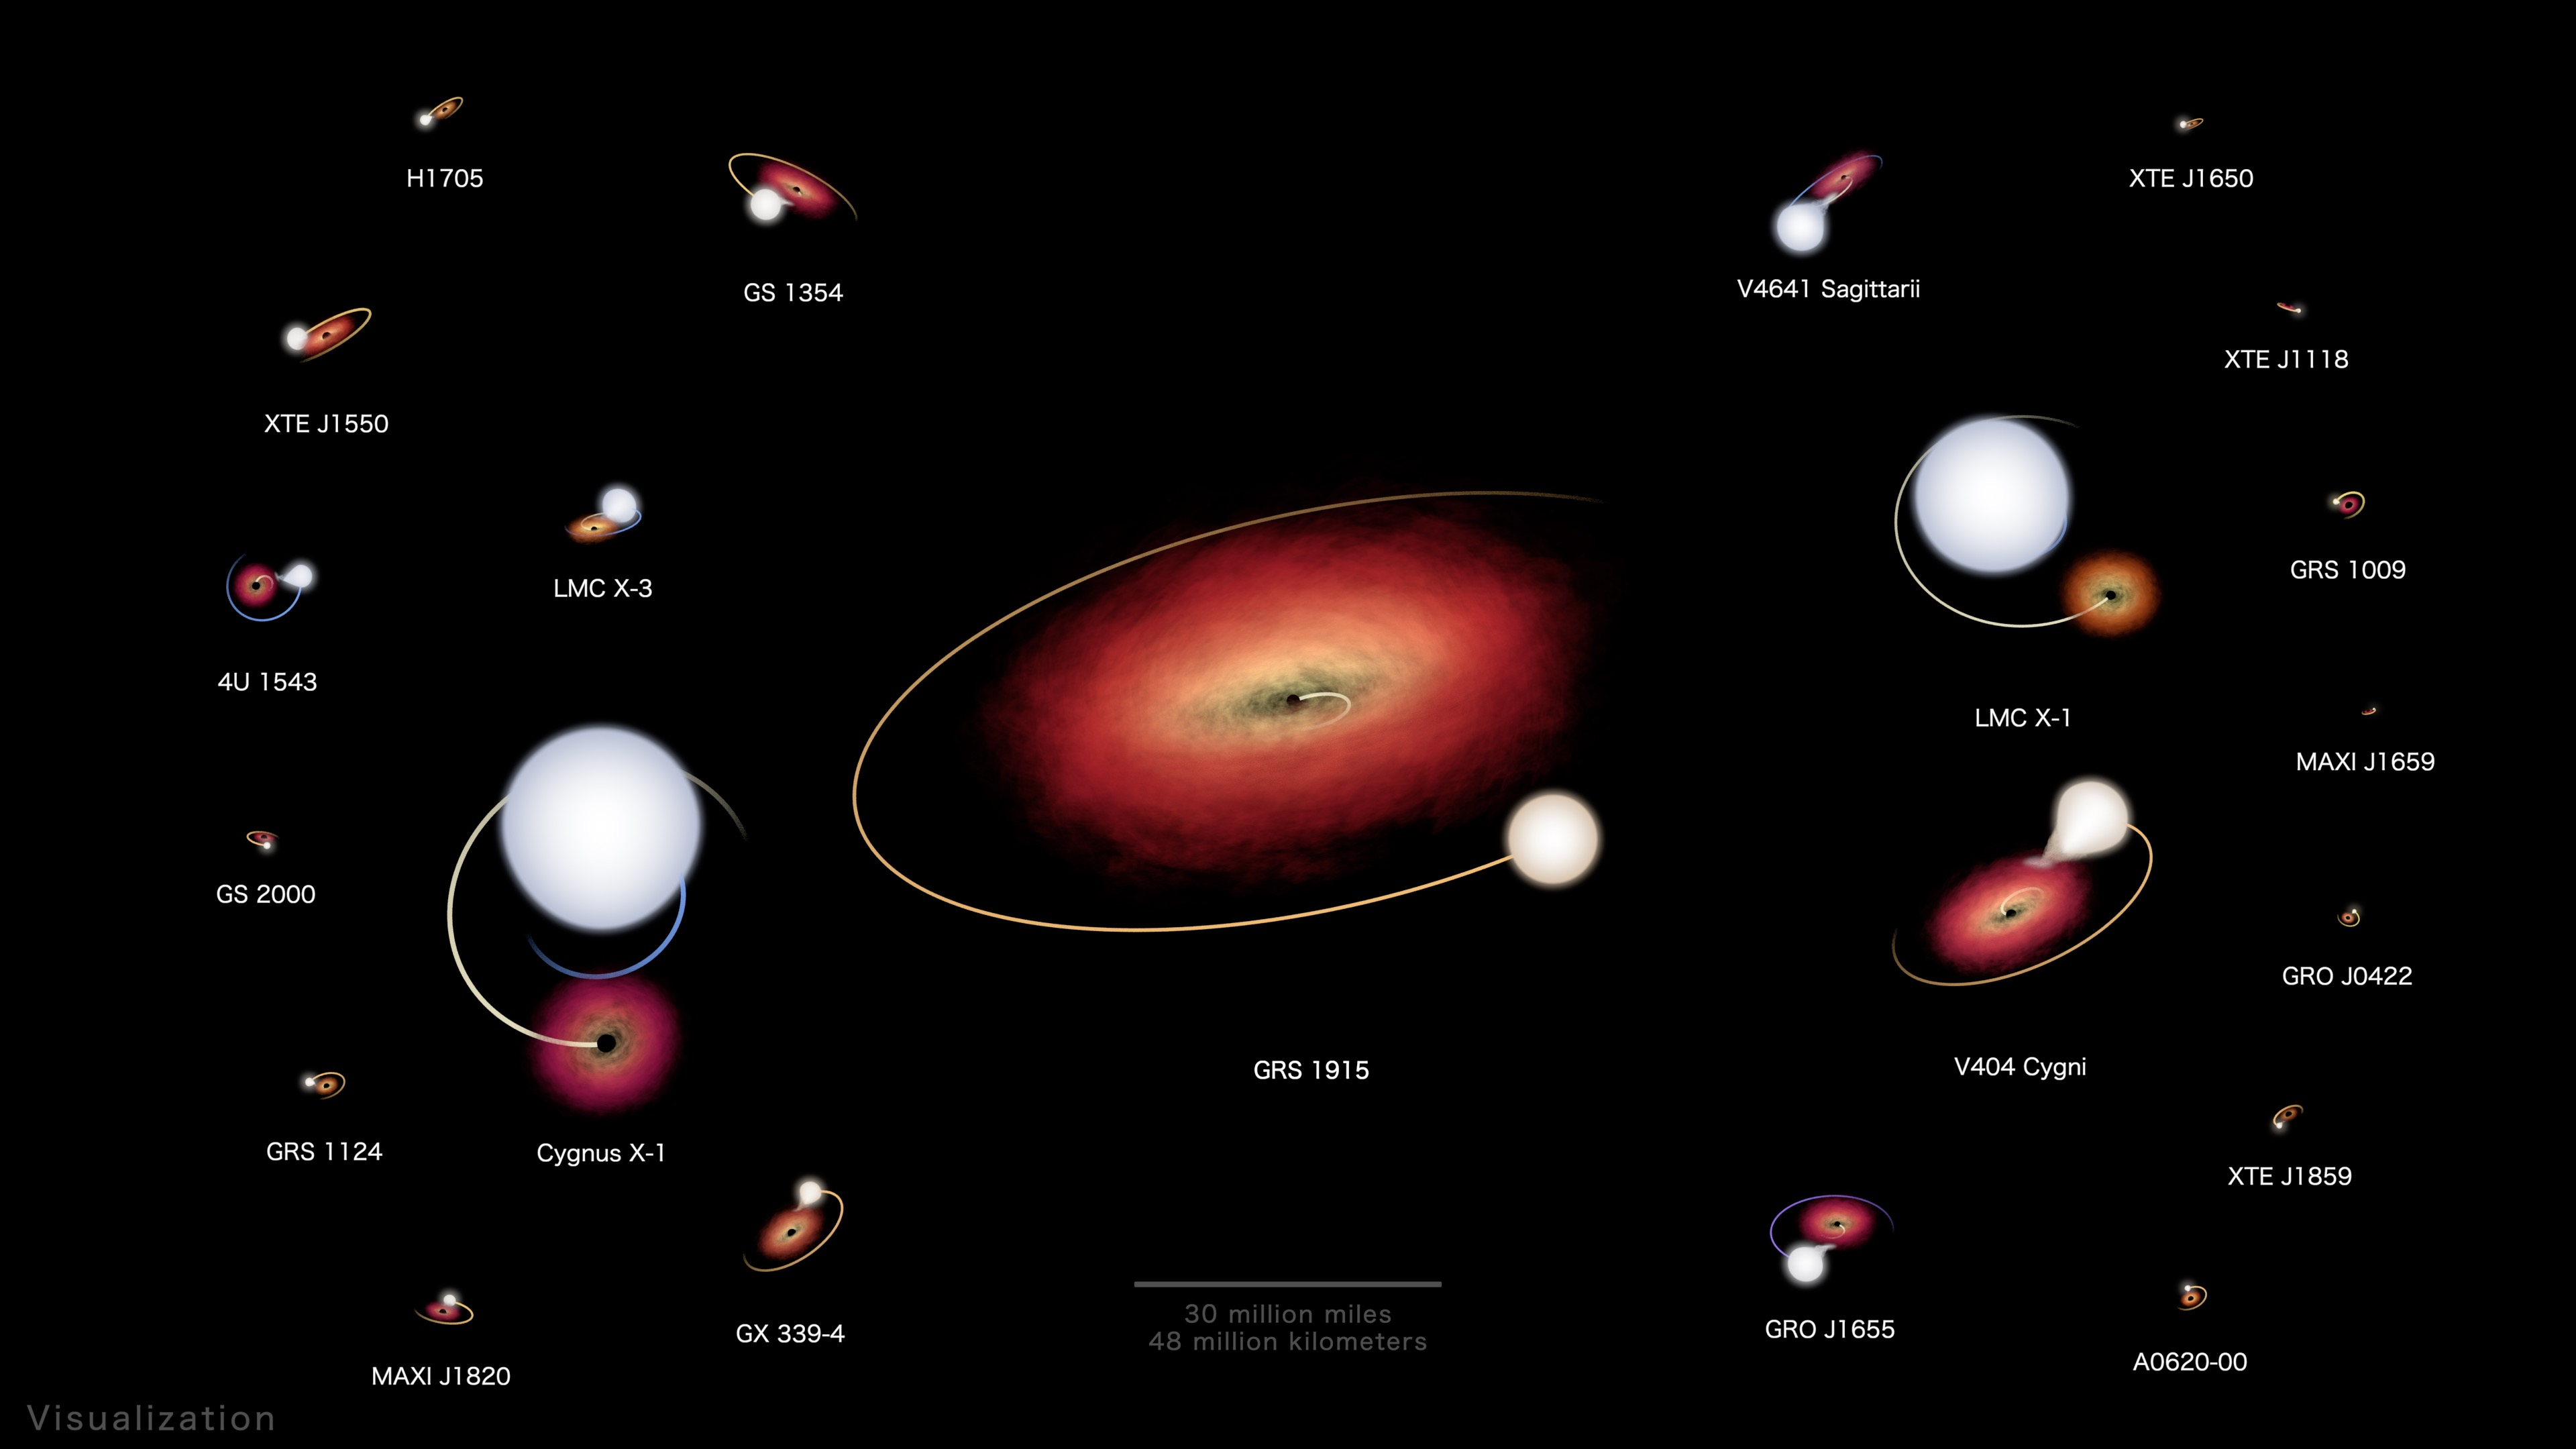 H1705
XTE J1650
GS 1354
V4641 Sagittarii
XTE J1118
XTE J1550
GRS 1009
LMC X-3
4U 1543
LMC X-1
MAXI J1659
GS 2000
GRO J0422
V404 Cygni
GRS 1915
GRS 1124
Cygnus X-1
XTE J1859
30 million miles
48 million kilometers
GRO J1655
GX 339-4
A0620-00
MAXI J1820
Visualization